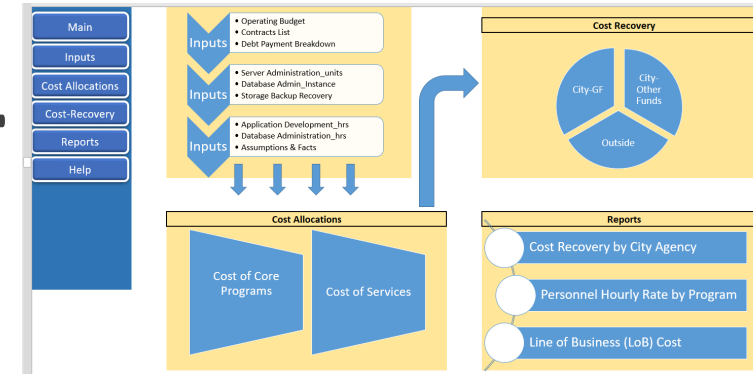 Main
Inputs
Cost Allocations
Cost-Recovery
Reports
Help
Inputs
• Operating Budget
• Contracts List
• Debt Payment Breakdown
Inputs
• Server Administration_units
• Database Admin_Instance
• Storage Backup Recovery
Inputs
• Application Development_hrs
• Database Administration_hrs
• Assumptions & Facts
Cost Recovery
City-GF
City-
Other
Funds
Outside
Cost Allocations
Cost of Core
Programs
Cost of Services
Reports
Cost Recovery by City Agency
Personnel Hourly Rate by Program
Line of Business (LoB) Cost